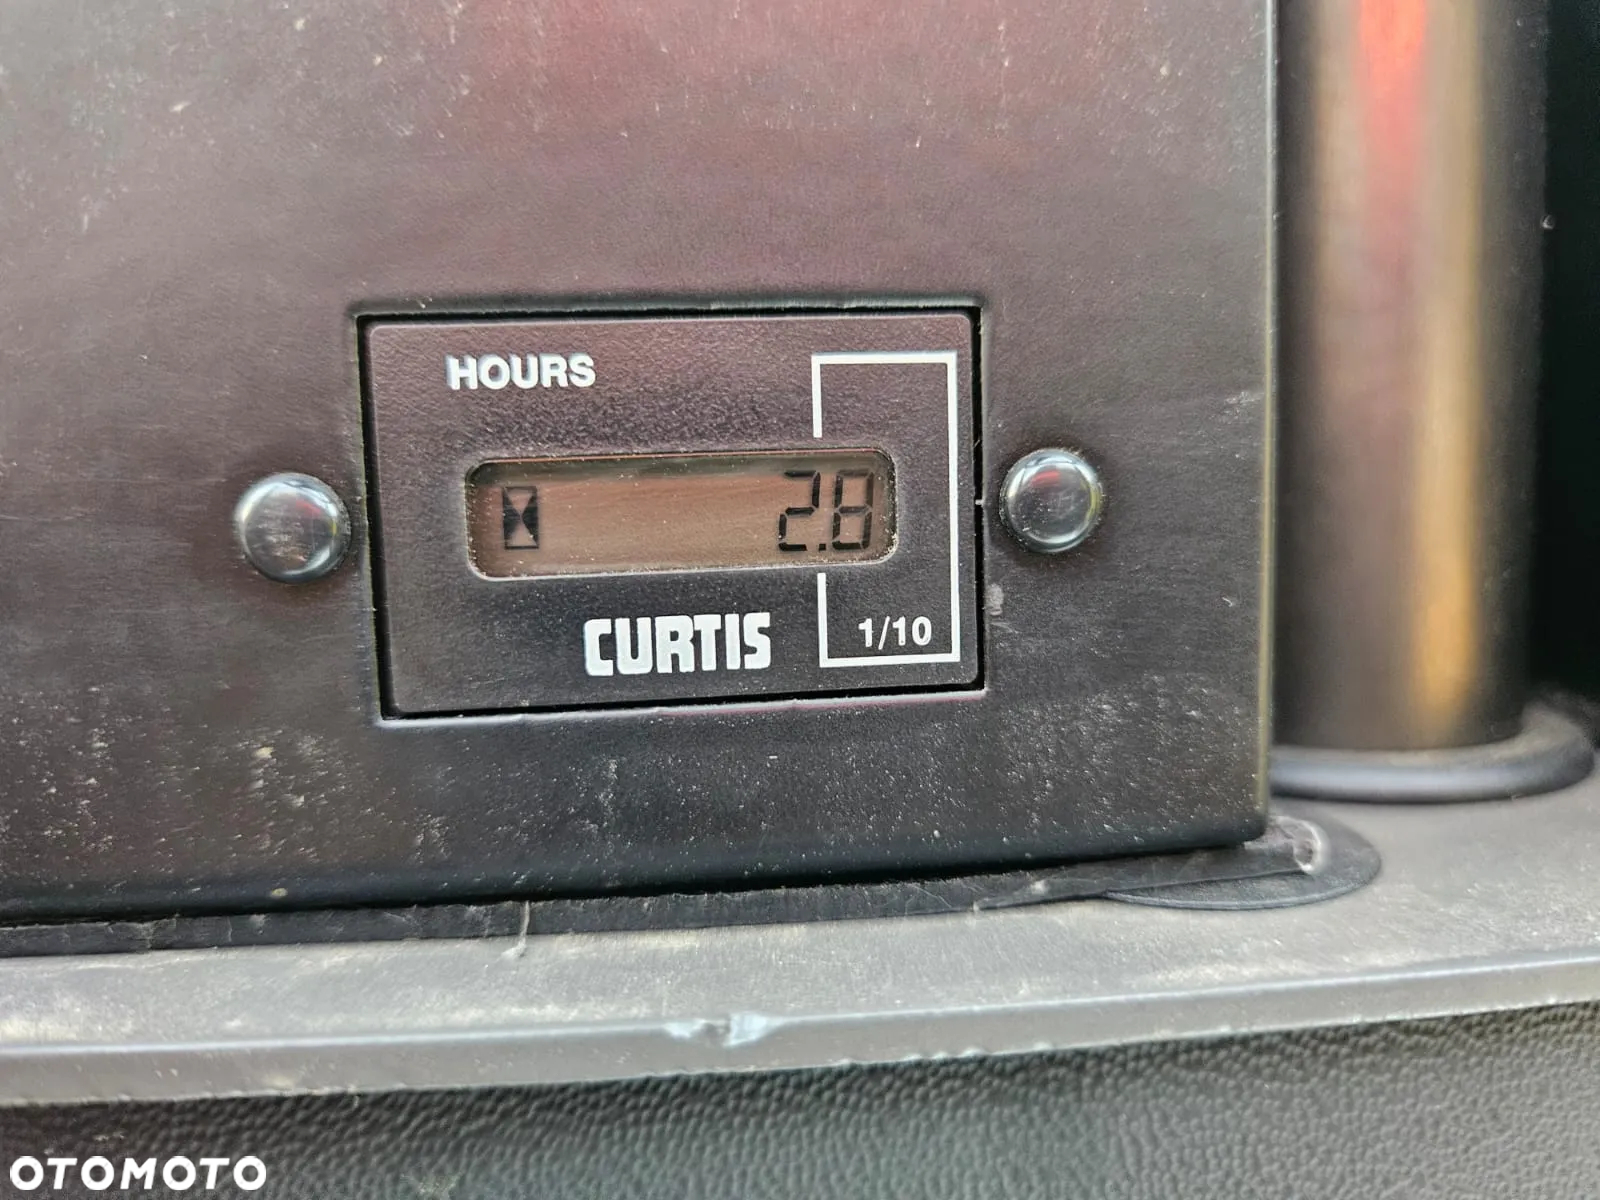 HOURS
2.8
CURTIS
1/10
OTOMOTO